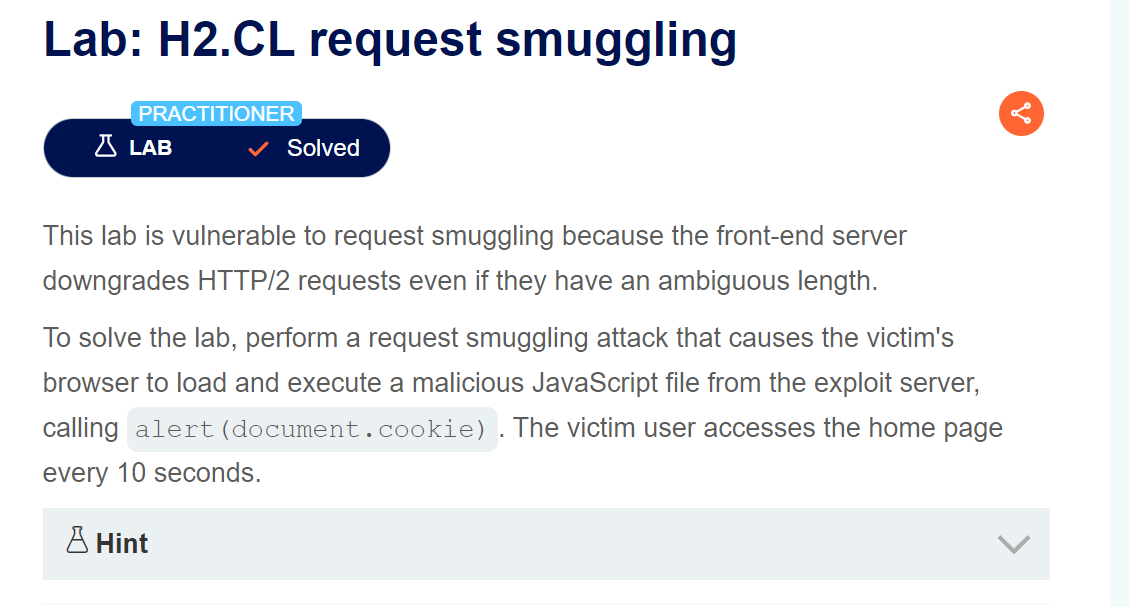 Lab: H2.CL request smuggling
PRACTITIONER
LAB Solved
This lab is vulnerable to request smuggling because the front-end server
downgrades HTTP/2 requests even if they have an ambiguous length.
To solve the lab, perform a request smuggling attack that causes the victim's
browser to load and execute a malicious JavaScript file from the exploit server,
calling alert(document.cookie). The victim user accesses the home page
every 10 seconds.
Hint